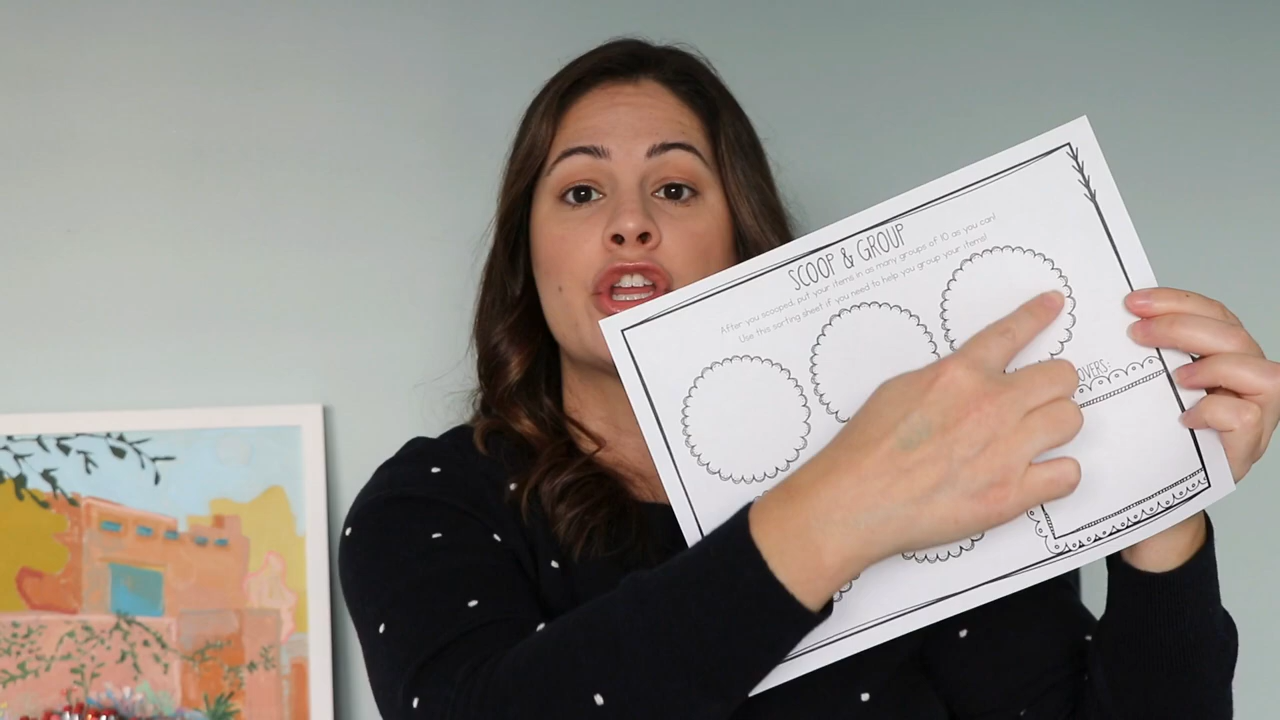 SCOOP & GROUP
After you scooped, put your items in as many groups of 10 as you can!
Use this sorting sheet if you need to help you group your items!
OVERS: